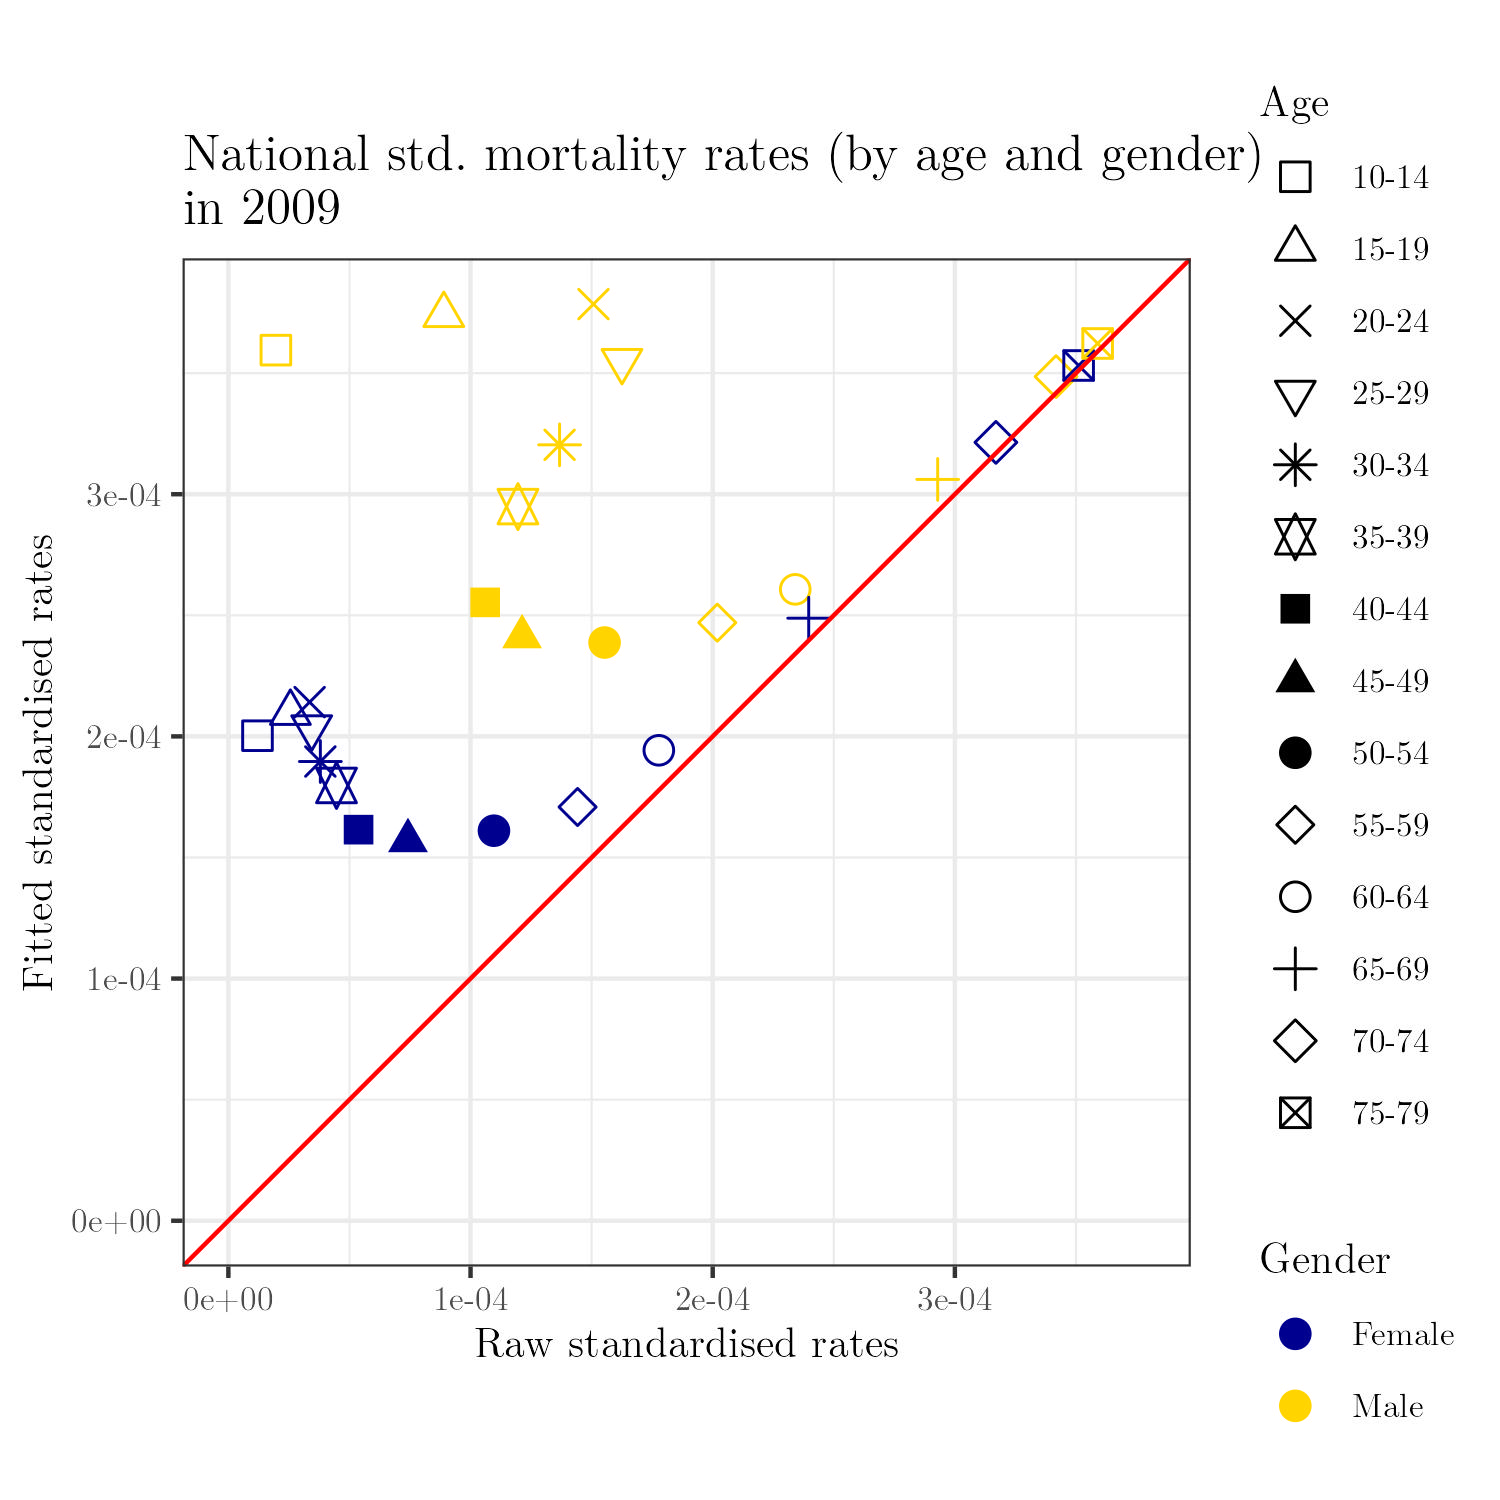 National std. mortality rates (by age and gender)
in 2009
Fitted standardised rates
3e-04
2e-04
1e-04
0e+00
0e+00
1e-04
2e-04
3e-04
Raw standardised rates
Age
10-14
15-19
20-24
25-29
30-34
35-39
40-44
45-49
50-54
55-59
60-64
65-69
70-74
75-79
Gender
Female
Male